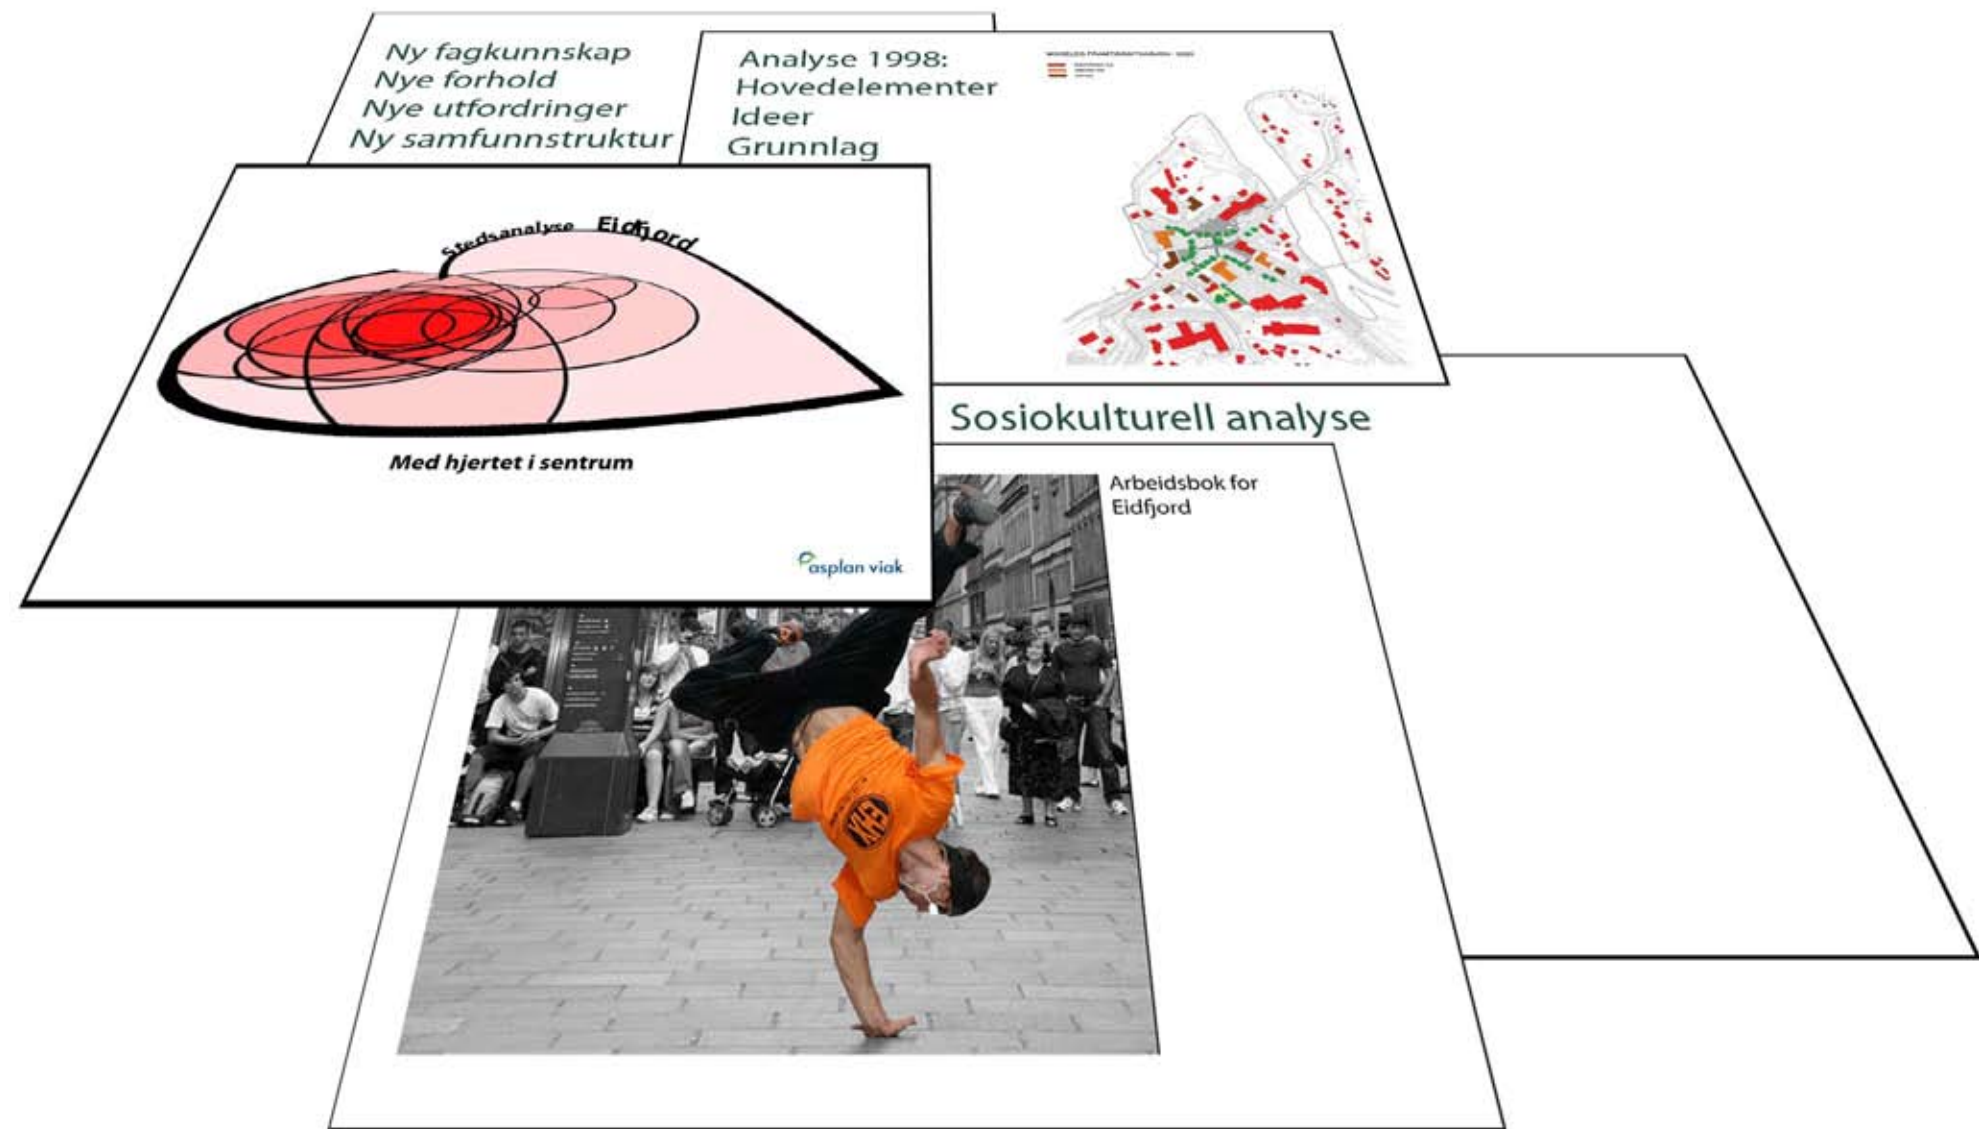 Ny fagkunnskap
Nye forhold
Nye utfordringer
Ny samfunnstruktur
Analyse 1998:
Hovedelementer
Ideer
Grunnlag
Stedsanalyse Eidfjord
Med hjertet i sentrum
asplan viak
Sosiokulturell analyse
Arbeidsbok for
Eidfjord